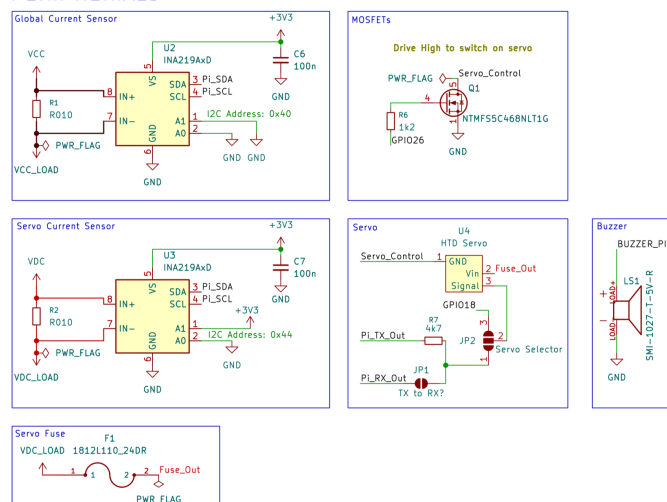 Global Current Sensor
+3V3
U2
INA219AxD
C6
100n
VCC
5
VS
SDA 3 Pi_SDA
SCL 4 Pi_SCL
GND
8 IN+
R1
R010
7 IN-
I2C Address: 0x40
A1 1
A0 2
GND
6
PWR_FLAG
GND GND
VCC_LOAD
GND
MOSFETs
Drive High to switch on servo
PWR_FLAG
Servo_Control
5
Q1
4
NTMFS5C468NLT1G
R6
1k2
1
GPIO26
GND
Servo Current Sensor
+3V3
U3
INA219AxD
C7
100n
VDC
5
VS
SDA 3 Pi_SDA
SCL 4 Pi_SCL
GND
+3V3
8 IN+
R2
R010
7 IN-
A1 1
I2C Address: 0x44
A0 2
GND
6
PWR_FLAG
GND
VDC_LOAD
GND
Servo
U4
HTD Servo
Servo_Control 1 GND
Vin 2 Fuse_Out
Signal 3
GPIO18
R7
4k7
3
Pi_TX_Out
JP2
2
Servo Selector
1
JP1
Pi_RX_Out
TX to RX?
Buzzer
BUZZER_PI
LS1
LOAD+
+
-
LOAD
SMI-1027-T-5V-R
GND
Servo Fuse
F1
VDC_LOAD 1812L110_24DR
1 1 2 2 Fuse_Out
PWR_FLAG